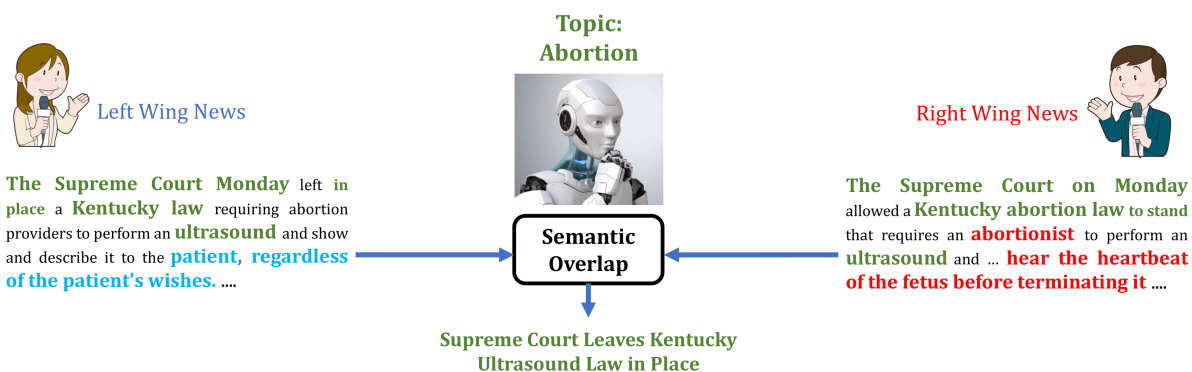 Topic:
Abortion
Left Wing News
The Supreme Court Monday left in
place a Kentucky law requiring abortion
providers to perform an ultrasound and show
and describe it to the patient, regardless
of the patient's wishes. ....
Right Wing News
The Supreme Court on Monday
allowed a Kentucky abortion law to stand
that requires an abortionist to perform an
ultrasound and ... hear the heartbeat
of the fetus before terminating it ....
Semantic
Overlap
Supreme Court Leaves Kentucky
Ultrasound Law in Place